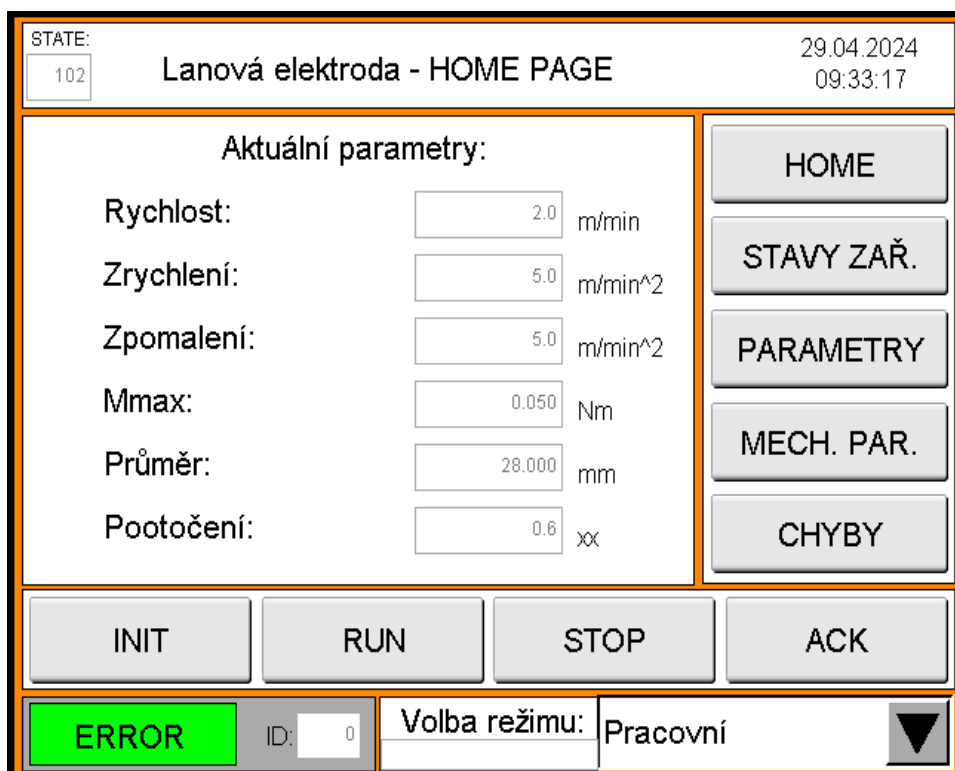 STATE:
102
Lanová elektroda - HOME PAGE
29.04.2024
09:33:17
Aktuální parametry:
Rychlost: 2.0 m/min
Zrychlení: 5.0 m/min^2
Zpomalení: 5.0 m/min^2
Mmax: 0.050 Nm
Průměr: 28.000 mm
Pootočení: 0.6 xx
HOME
STAVY ZAŘ.
PARAMETRY
MECH. PAR.
CHYBY
INIT RUN STOP ACK
ERROR ID: 0 Volba režimu: Pracovní